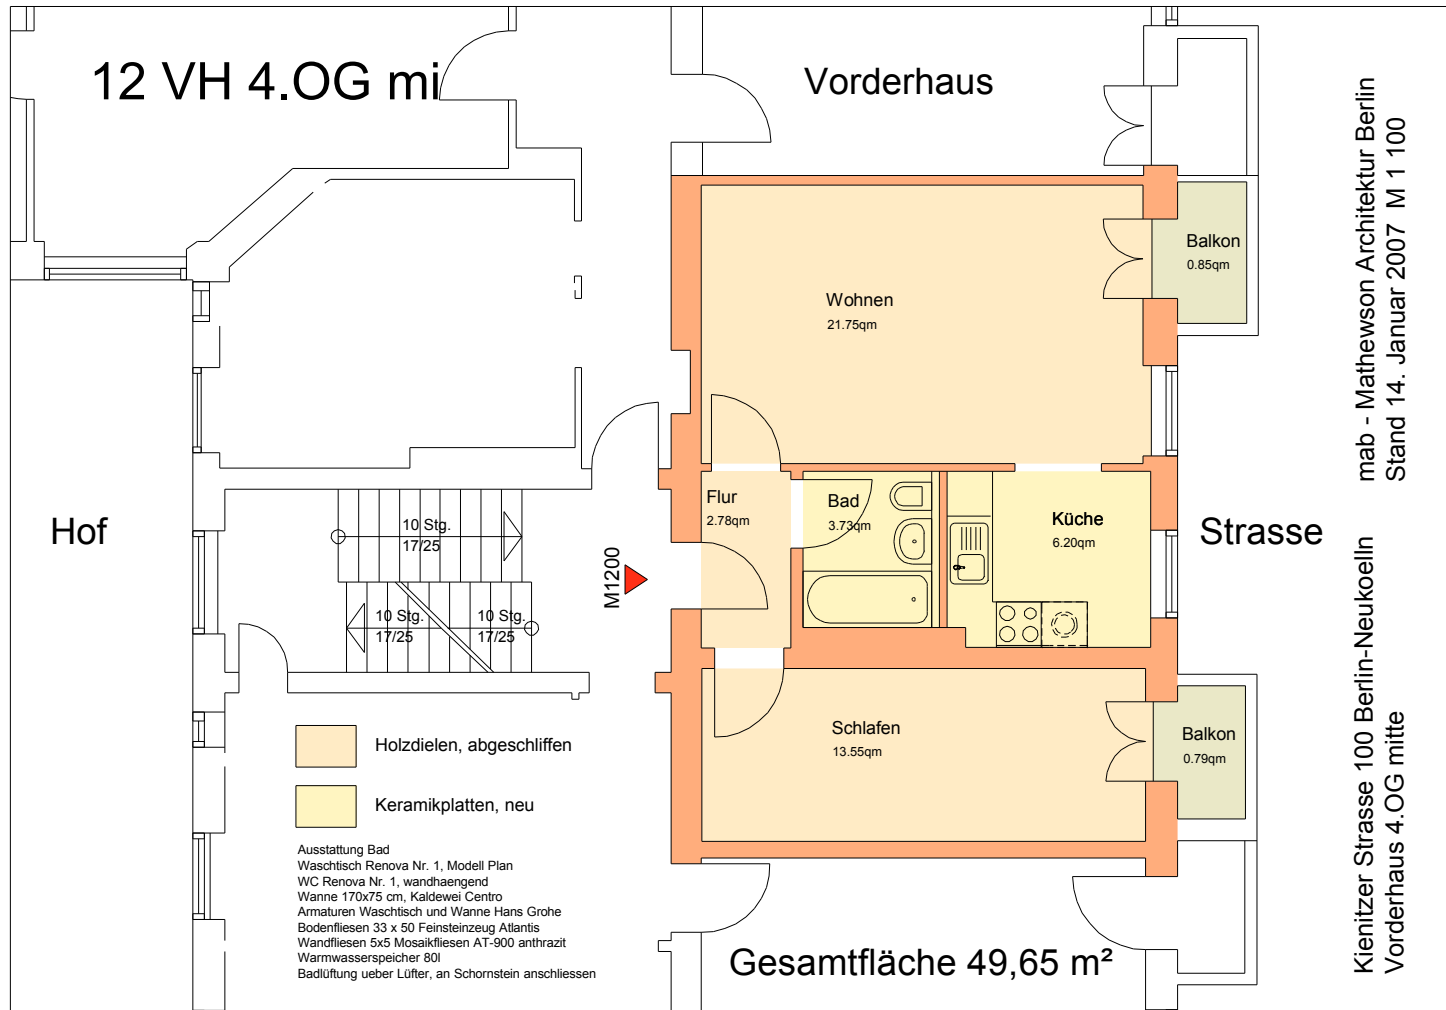 12 VH 4.OG mi
Vorderhaus
Balkon
0.85qm
Wohnen
21.75qm
Hof
10 Stg.
17/25
10 Stg.
17/25
10 Stg.
17/25
M1200
Flur
2.78qm
Bad
3.73qm
Küche
6.20qm
Strasse
Schlafen
13.55qm
Balkon
0.79qm
Holzdielen, abgeschliffen
Keramikplatten, neu
Ausstattung Bad
Waschtisch Renova Nr. 1, Modell Plan
WC Renova Nr. 1, wandhaengend
Wanne 170x75 cm, Kaldewei Centro
Armaturen Waschtisch und Wanne Hans Grohe
Bodenfliesen 33 x 50 Feinsteinzeug Atlantis
Wandfliesen 5x5 Mosaikfliesen AT-900 anthrazit
Warmwasserspeicher 80l
Badlüftung ueber Lüfter, an Schornstein anschliessen
Gesamtfläche 49,65 m²
mab - Mathewson Architektur Berlin
Stand 14. Januar 2007 M 1 100
Kienitzer Strasse 100 Berlin-Neukoelln
Vorderhaus 4.OG mitte